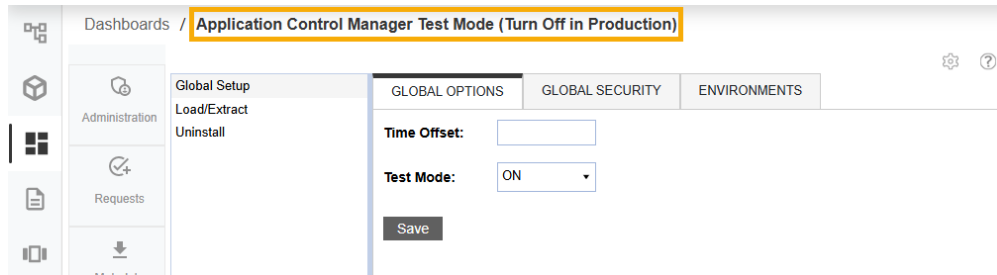 Dashboards / Application Control Manager Test Mode (Turn Off in Production)
Administration
Requests
Global Setup
Load/Extract
Uninstall
GLOBAL OPTIONS GLOBAL SECURITY ENVIRONMENTS
Time Offset:
Test Mode: ON
Save